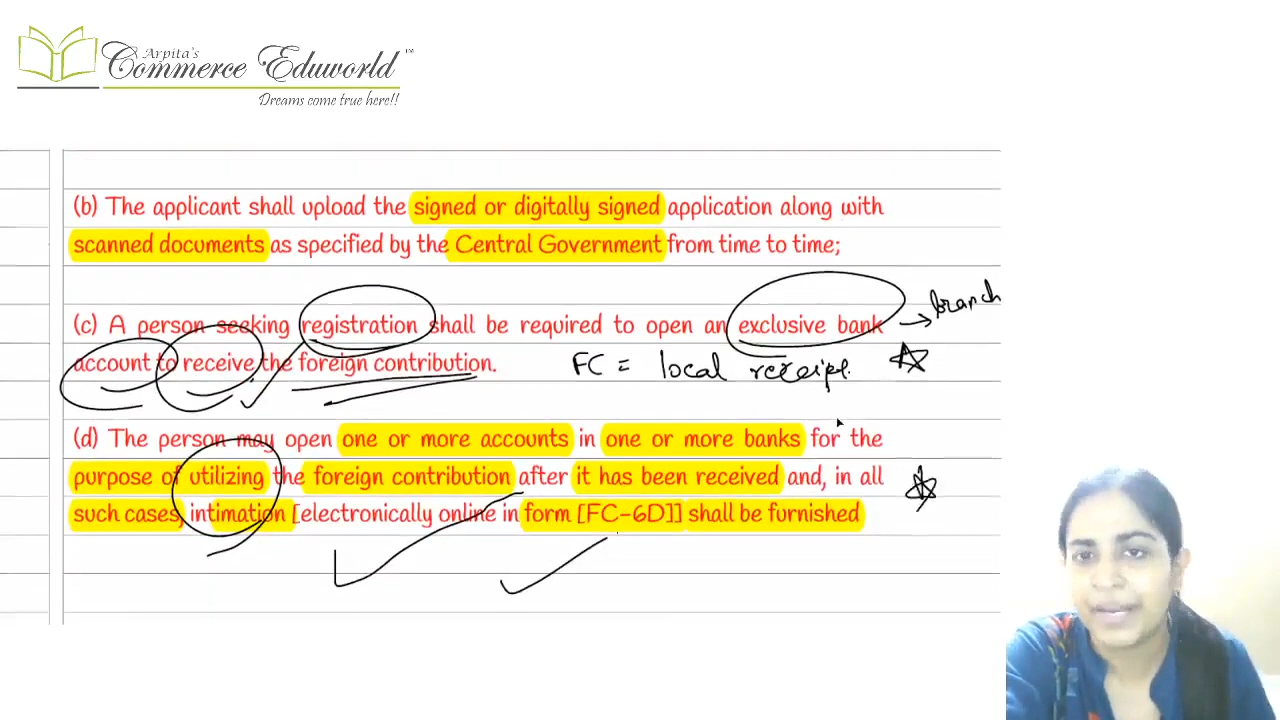 Arpita's
Commerce Eduworld™
Dreams come true here!!
(b) The applicant shall upload the signed or digitally signed application along with
scanned documents as specified by the Central Government from time to time;
(c) A person seeking registration shall be required to open an exclusive bank → branch
account to receive the foreign contribution.
FC = local receipt.
(d) The person may open one or more accounts in one or more banks for the
purpose of utilizing the foreign contribution after it has been received and, in all
such cases, intimation [electronically online in form [FC-6D]] shall be furnished